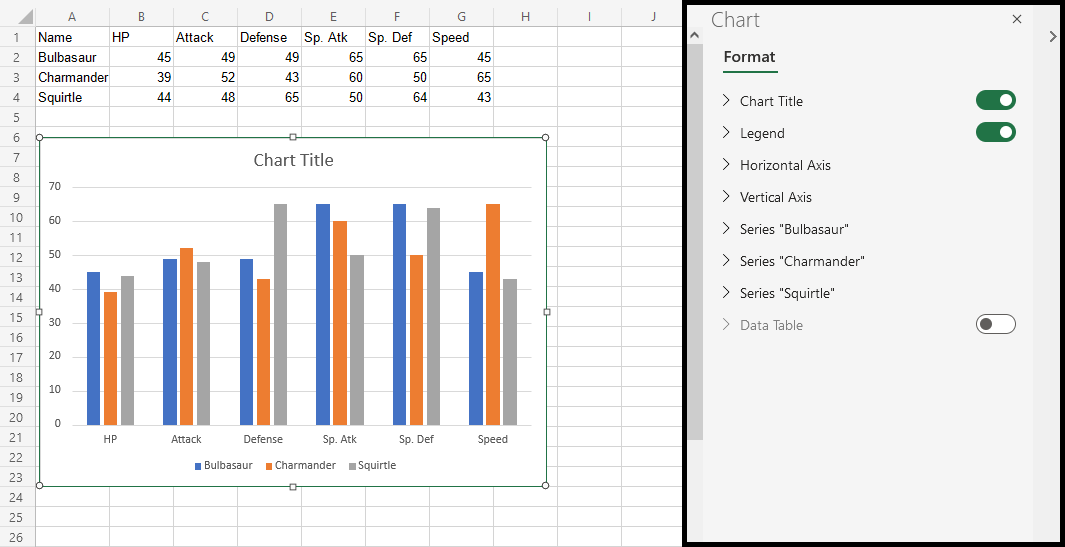 A B C D E F G H I J
1 Name HP Attack Defense Sp. Atk Sp. Def Speed
2 Bulbasaur 45 49 49 65 65 45
3 Charmander 39 52 43 60 50 65
4 Squirtle 44 48 65 50 64 43
5
6
7
8
9
10
11
12
13
14
15
16
17
18
19
20
21
22
23
24
25
26
Chart Title
70
60
50
40
30
20
10
0
HP Attack Defense Sp. Atk Sp. Def Speed
Bulbasaur Charmander Squirtle
Chart
Format
Chart Title
Legend
Horizontal Axis
Vertical Axis
Series "Bulbasaur"
Series "Charmander"
Series "Squirtle"
Data Table